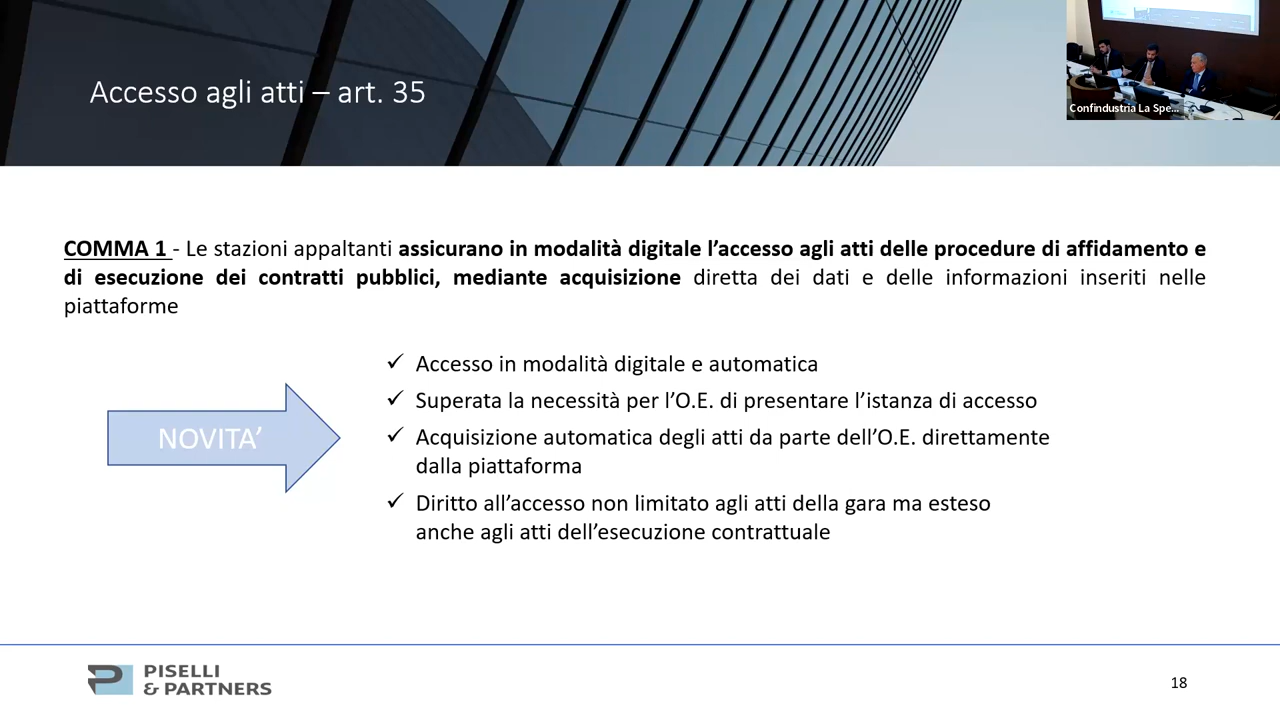 Accesso agli atti – art. 35
Confindustria La Spe...
COMMA 1 - Le stazioni appaltanti assicurano in modalità digitale l’accesso agli atti delle procedure di affidamento e
di esecuzione dei contratti pubblici, mediante acquisizione diretta dei dati e delle informazioni inseriti nelle
piattaforme
NOVITA’
✓ Accesso in modalità digitale e automatica
✓ Superata la necessità per l’O.E. di presentare l’istanza di accesso
✓ Acquisizione automatica degli atti da parte dell’O.E. direttamente
dalla piattaforma
✓ Diritto all’accesso non limitato agli atti della gara ma esteso
anche agli atti dell’esecuzione contrattuale
PISELLI
& PARTNERS
18